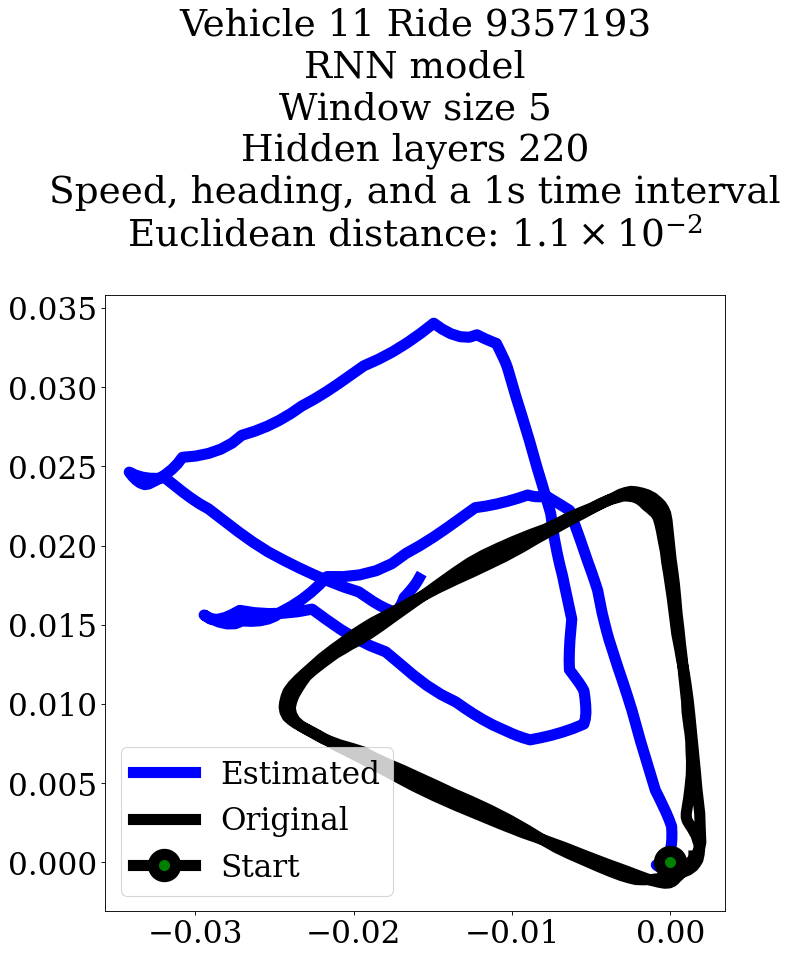 Vehicle 11 Ride 9357193
RNN model
Window size 5
Hidden layers 220
Speed, heading, and a 1s time interval
Euclidean distance: 1.1 × 10⁻²
0.035
0.030
0.025
0.020
0.015
0.010
0.005
0.000
Estimated
Original
Start
−0.03 −0.02 −0.01 0.00